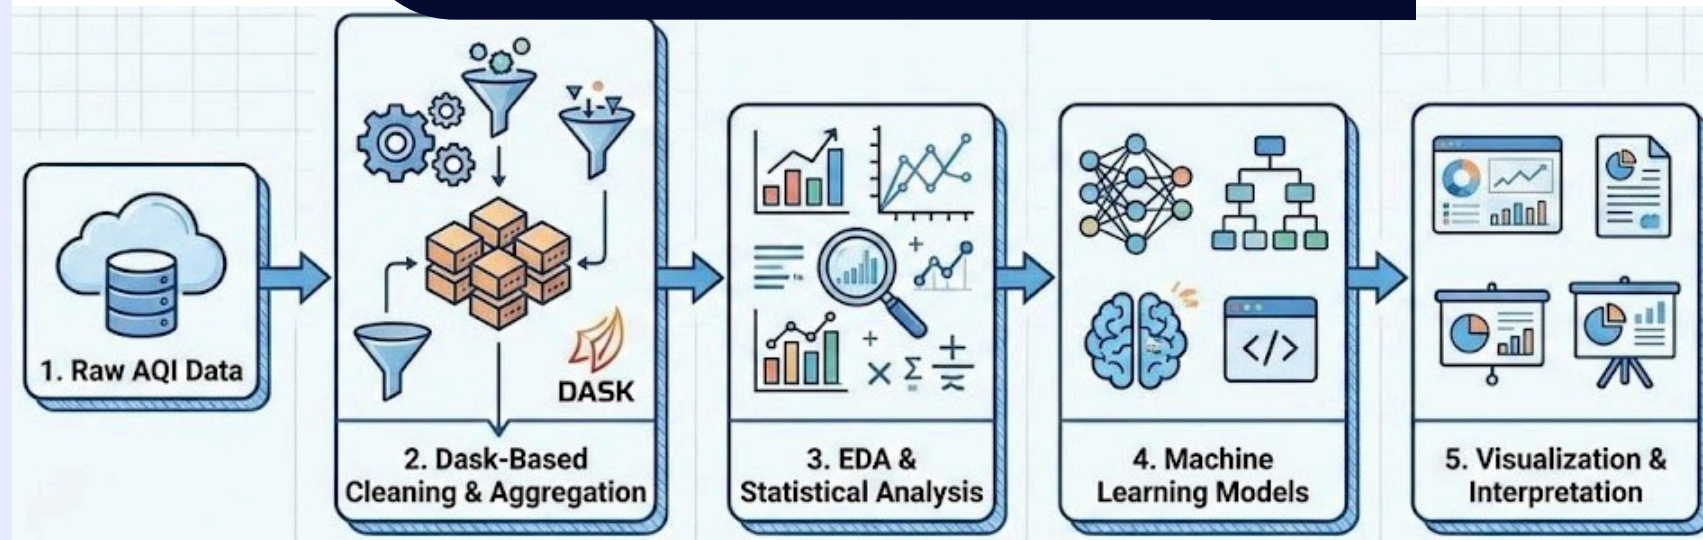 1. Raw AQI Data
DASK
2. Dask-Based
Cleaning & Aggregation
3. EDA &
Statistical Analysis
</>
4. Machine
Learning Models
5. Visualization &
Interpretation